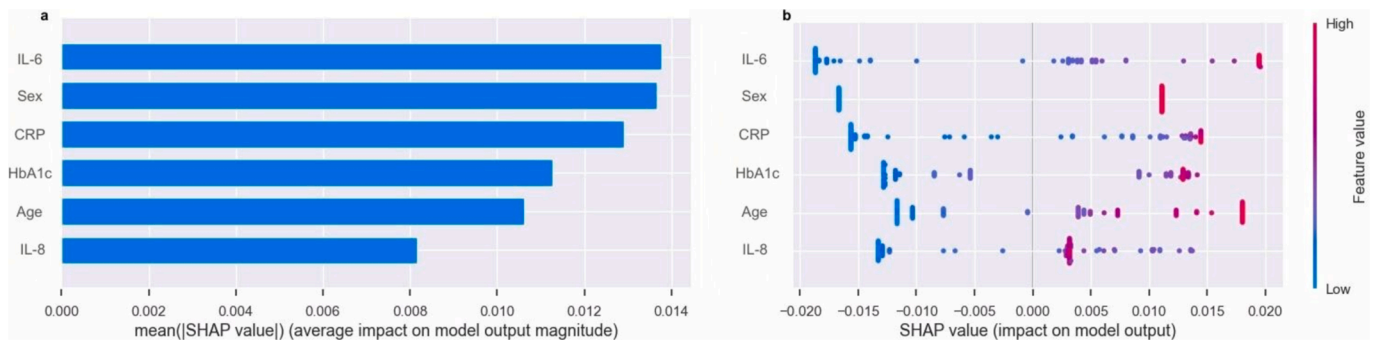 a
IL-6
Sex
CRP
HbA1c
Age
IL-8
0.000 0.002 0.004 0.006 0.008 0.010 0.012 0.014
mean(|SHAP value|) (average impact on model output magnitude)
b
IL-6
Sex
CRP
HbA1c
Age
IL-8
−0.020 −0.015 −0.010 −0.005 0.000 0.005 0.010 0.015 0.020
SHAP value (impact on model output)
High
Feature value
Low